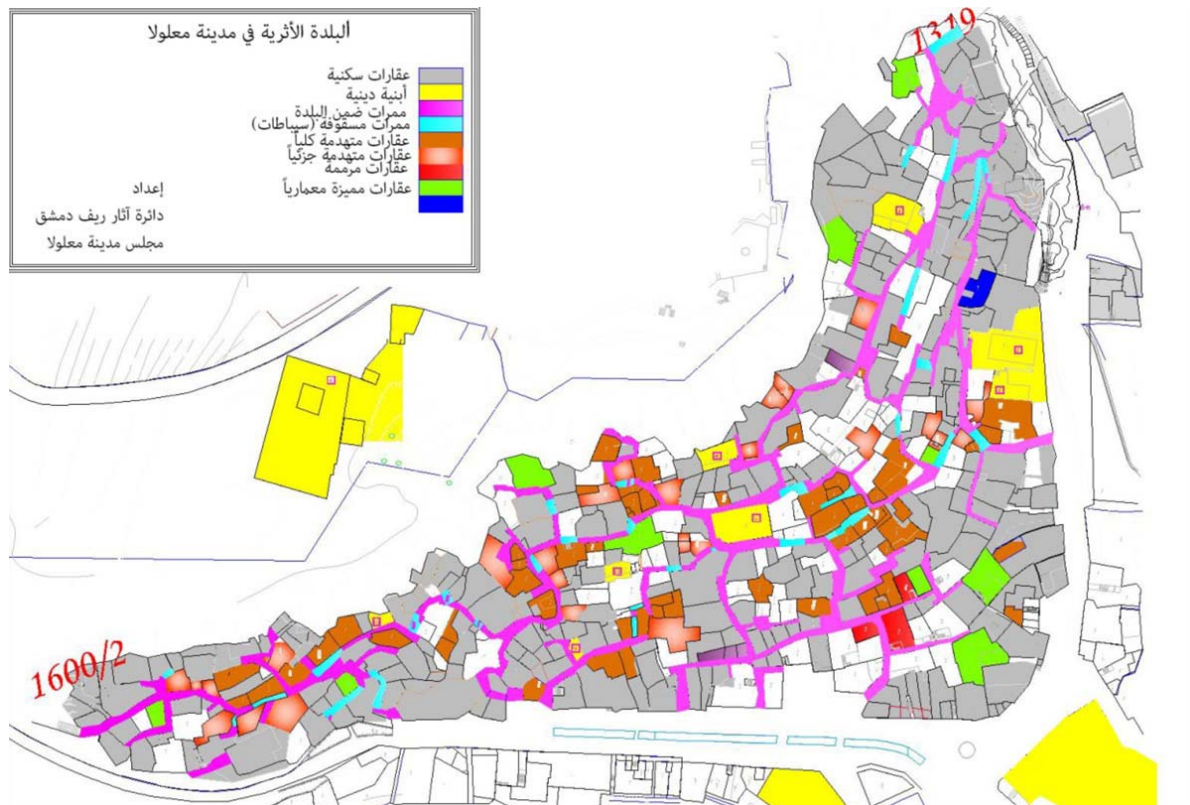 البلدة الأثرية في مدينة معلولا
عقارات سكنية
أبنية دينية
ممرات ضمن البلدة
ممرات مسقوفة (سيباطات)
عقارات متهدمة كلياً
عقارات متهدمة جزئياً
عقارات مرممة
عقارات مميزة معمارياً
إعداد
دائرة آثار ريف دمشق
مجلس مدينة معلولا
1319
1600/2